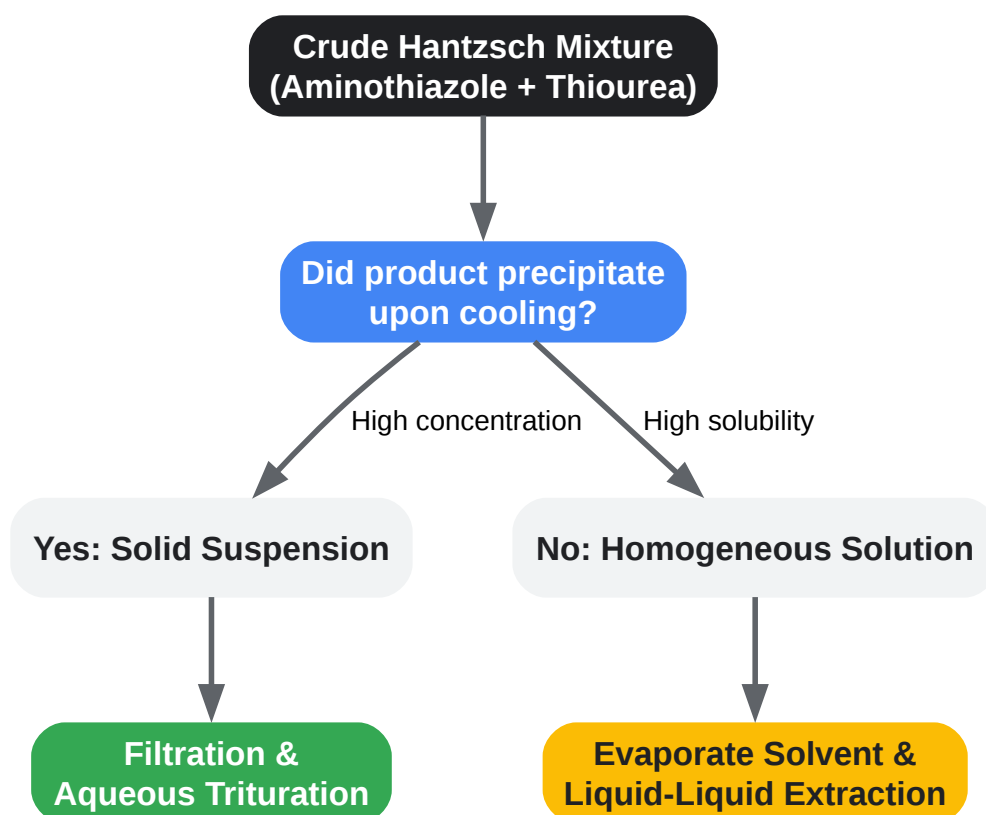 Crude Hantzsch Mixture
(Aminothiazole + Thiourea)
Did product precipitate
upon cooling?
High concentration
High solubility
Yes: Solid Suspension
No: Homogeneous Solution
Filtration &
Aqueous Trituration
Evaporate Solvent &
Liquid-Liquid Extraction